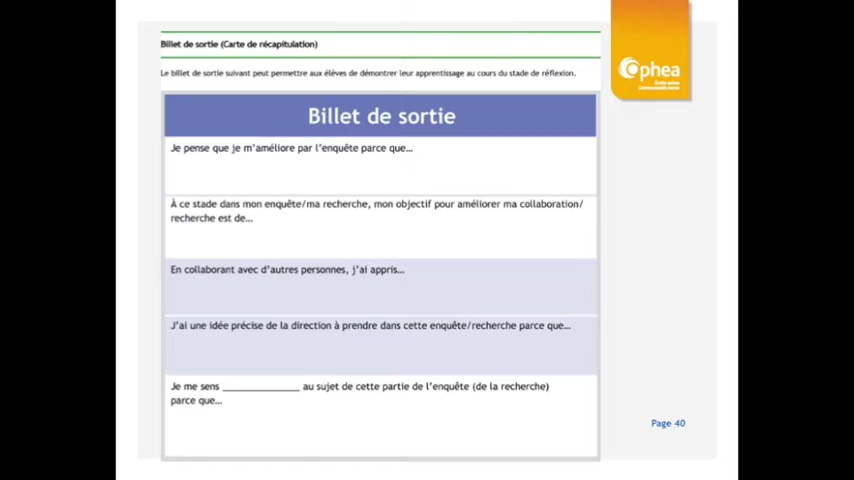 Billet de sortie (Carte de récapitulation)
Le billet de sortie suivant peut permettre aux élèves de démontrer leur apprentissage au cours du stade de réflexion.
Ophea
Billet de sortie
Je pense que je m'améliore par l'enquête parce que...
À ce stade dans mon enquête/ma recherche, mon objectif pour améliorer ma collaboration/
recherche est de...
En collaborant avec d'autres personnes, j'ai appris...
J'ai une idée précise de la direction à prendre dans cette enquête/recherche parce que...
Je me sens ______________ au sujet de cette partie de l'enquête (de la recherche)
parce que...
Page 40